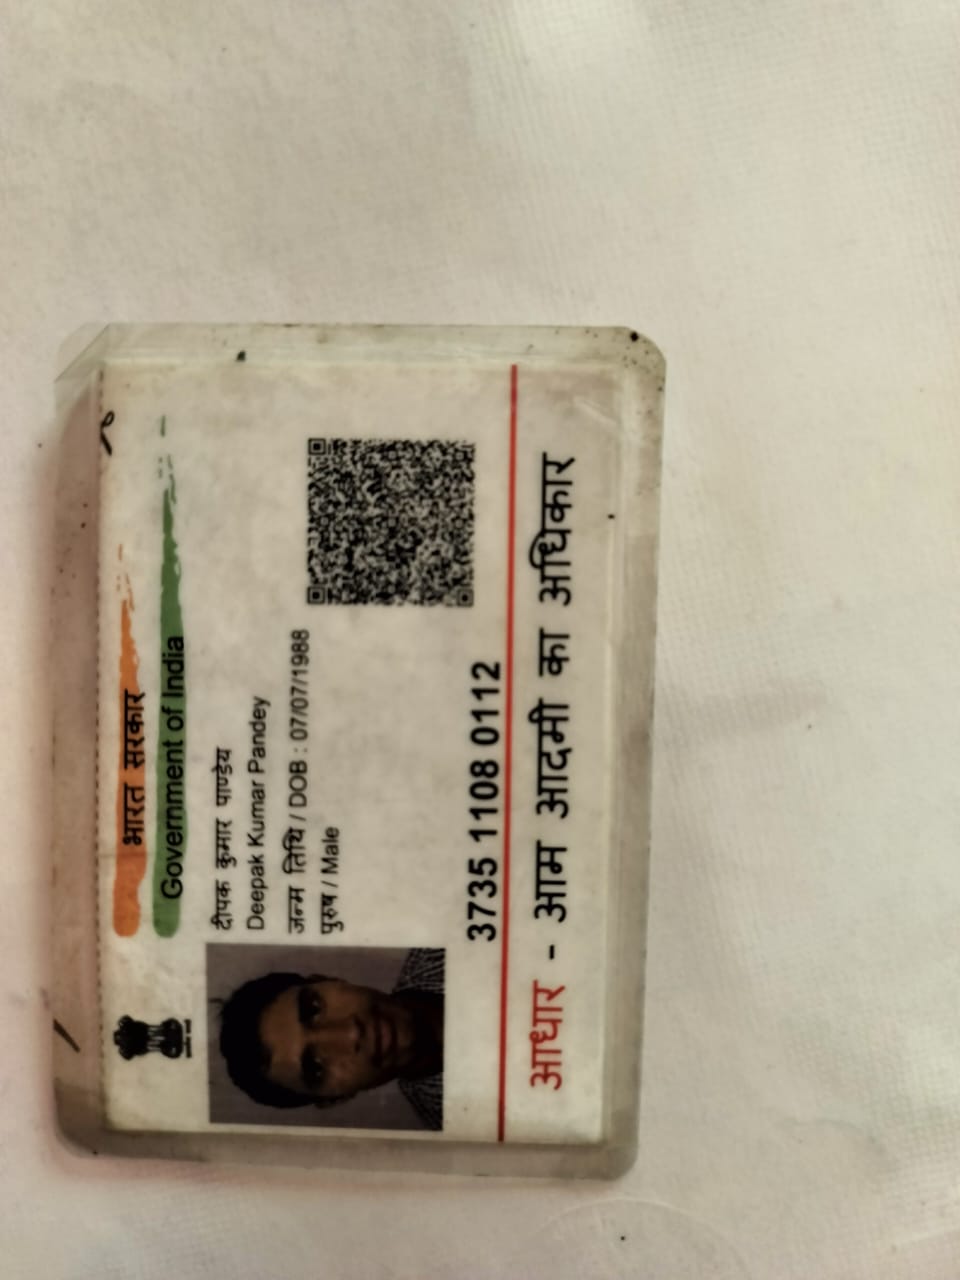 भारत सरकार
Government of India
दीपक कुमार पाण्डेय
Deepak Kumar Pandey
जन्म तिथि / DOB : 07/07/1988
पुरुष / Male
3735 1108 0112
आधार - आम आदमी का अधिकार